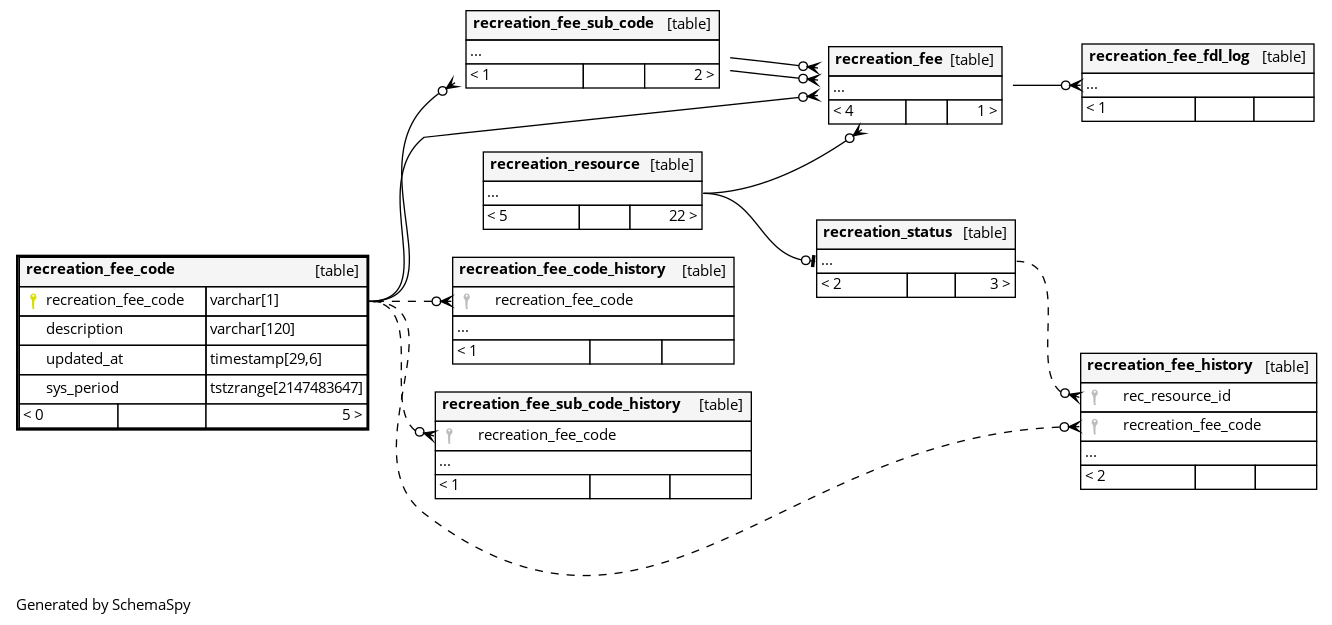 recreation_fee_sub_code [table]
...
< 1 2 >
recreation_fee [table]
...
< 4 1 >
recreation_fee_fdl_log [table]
...
< 1
recreation_resource [table]
...
< 5 22 >
recreation_status [table]
...
< 2 3 >
recreation_fee_code [table]
recreation_fee_code varchar[1]
description varchar[120]
updated_at timestamp[29,6]
sys_period tstzrange[2147483647]
< 0 5 >
recreation_fee_code_history [table]
recreation_fee_code
...
< 1
recreation_fee_sub_code_history [table]
recreation_fee_code
...
< 1
recreation_fee_history [table]
rec_resource_id
recreation_fee_code
...
< 2
Generated by SchemaSpy